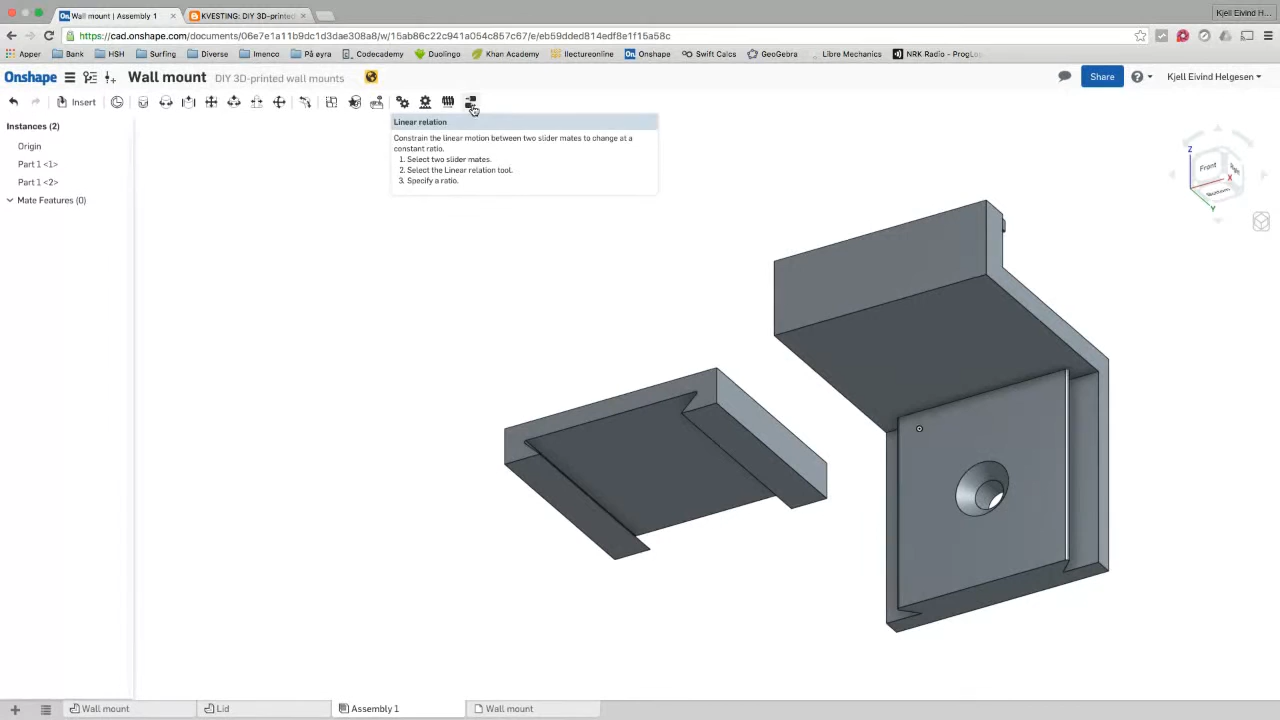 Wall mount | Assembly 1
KVESTING: DIY 3D-printed
Kjell Eivind H...
https://cad.onshape.com/documents/06e7e1a11b9dc1d3dae308a8/w/15ab86c22c941a054c857c67/e/eb59dded814edf8e1f15a58c
Apper Bank HSH Surfing Diverse Imenco På øyra Codecademy Duolingo Khan Academy Ilectureonline Onshape Swift Calcs GeoGebra Libre Mechanics NRK Radio - ProgLo
Onshape Wall mount DIY 3D-printed wall mounts Share Kjell Eivind Helgesen
Insert
Linear relation
Instances (2)
Constrain the linear motion between two slider mates to change at a
constant ratio.
Origin
1. Select two slider mates.
Part 1 <1>
2. Select the Linear relation tool.
3. Specify a ratio.
Part 1 <2>
Mate Features (0)
Z
Front
Right
X
Bottom
Y
Wall mount Lid Assembly 1 Wall mount